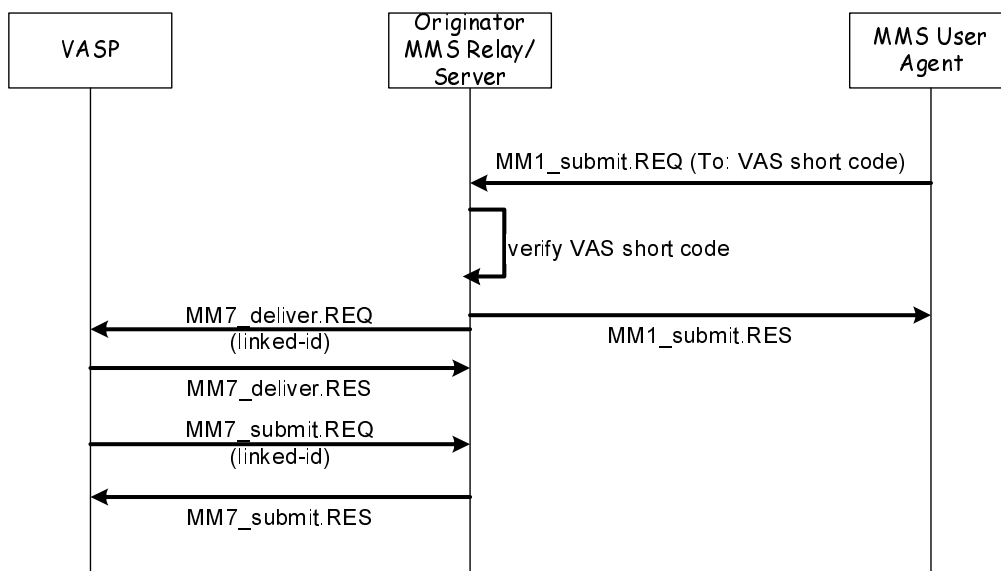 VASP
Originator
MMS Relay/
Server
MMS User
Agent
MM1_submit.REQ (To: VAS short code)
verify VAS short code
MM7_deliver.REQ
(linked-id)
MM1_submit.RES
MM7_deliver.RES
MM7_submit.REQ
(linked-id)
MM7_submit.RES